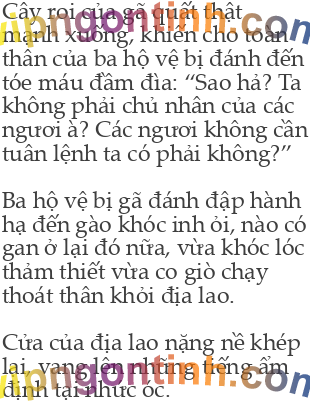 Cây roi của gã quất thật
mạnh xuống, khiến cho toàn
thân của ba hộ vệ bị đánh đến
tóe máu đầm đìa: “Sao hả? Ta
không phải chủ nhân của các
ngươi à? Các ngươi không cần
tuân lệnh ta có phải không?”
Ba hộ vệ bị gã đánh đập hành
hạ đến gào khóc inh ỏi, nào có
gan ở lại đó nữa, vừa khóc lóc
thảm thiết vừa co giò chạy
thoát thân khỏi địa lao.
Cửa của địa lao nặng nề khép
lại, vang lên những tiếng ầm
định tại nhức óc.
vipngontinh.com
vipngontinh.com